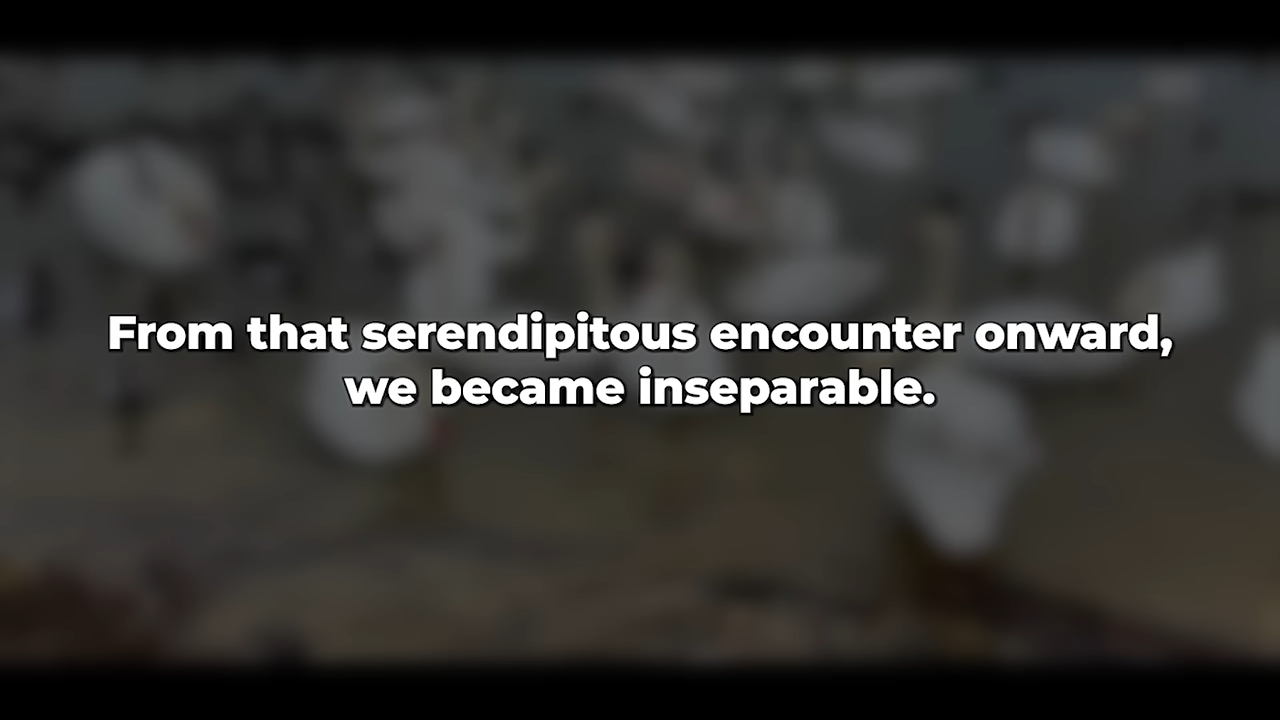 From that serendipitous encounter onward,
we became inseparable.